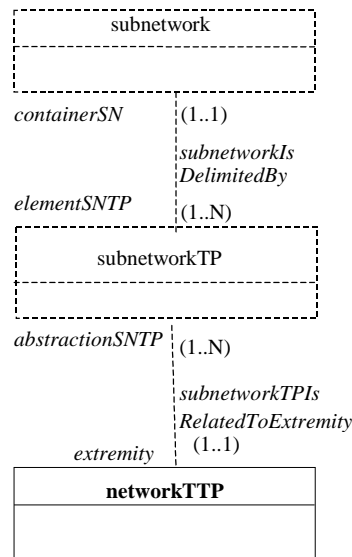 subnetwork
containerSN (1..1)
subnetworkIs
DelimitedBy
elementSNTP (1..N)
subnetworkTP
abstractionSNTP (1..N)
subnetworkTPIs
RelatedToExtremity
(1..1)
extremity
networkTTP